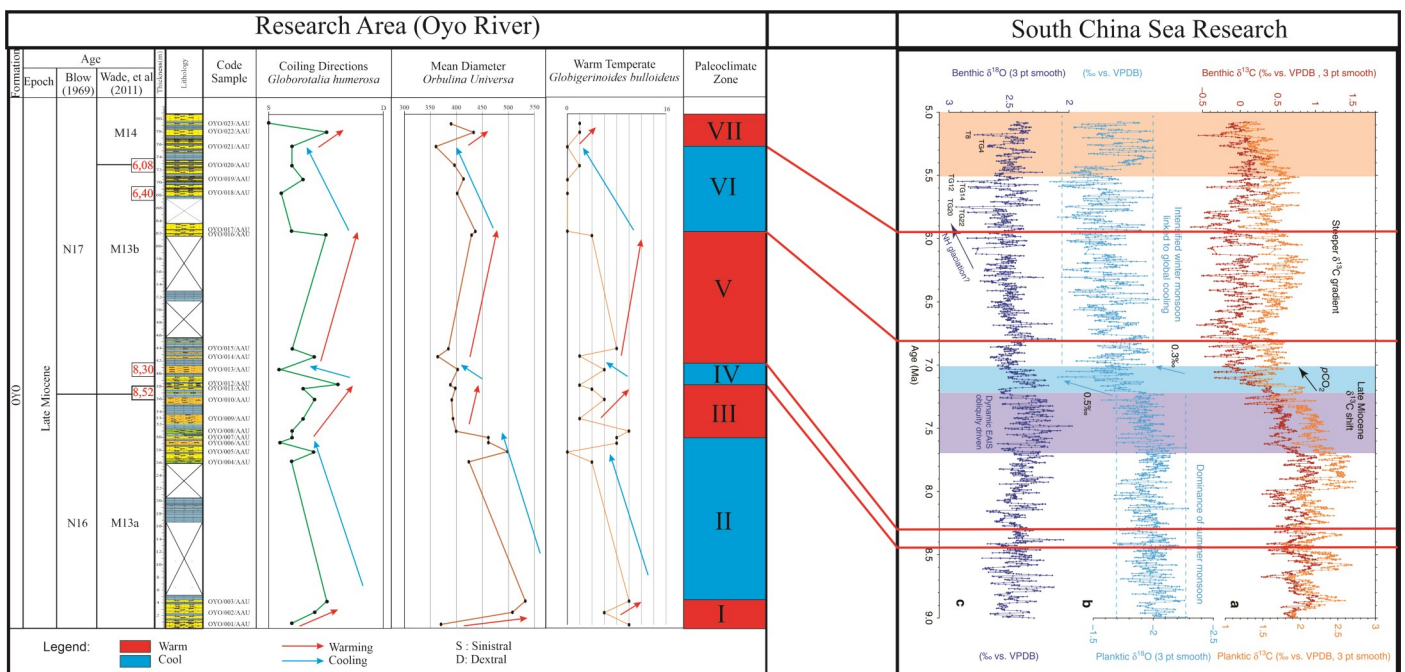 Research Area (Oyo River)
South China Sea Research
Formation
Age
Epoch
Blow
(1969)
Wade, et al
(2011)
Thickness(m)
Lithology
Code
Sample
Coiling Directions
Globorotalia humerosa
Mean Diameter
Orbulina Universa
Warm Temperate
Globigerinoides bulloideus
Paleoclimate
Zone
S
D
300
350
400
450
500
550
0
16
OYO
Late Miocene
N17
N16
M14
M13b
M13a
6,08
6,40
8,30
8,52
OYO/023/AAU
OYO/022/AAU
OYO/021/AAU
OYO/020/AAU
OYO/019/AAU
OYO/018/AAU
OYO/017/AAU
OYO/015/AAU
OYO/014/AAU
OYO/013/AAU
OYO/012/AAU
OYO/010/AAU
OYO/009/AAU
OYO/008/AAU
OYO/007/AAU
OYO/006/AAU
OYO/005/AAU
OYO/004/AAU
OYO/003/AAU
OYO/002/AAU
OYO/001/AAU
VII
VI
V
IV
III
II
I
Benthic δ18O (3 pt smooth)
(‰ vs. VPDB)
Benthic δ13C (‰ vs. VPDB , 3 pt smooth)
3
2.5
2
-0.5
0
0.5
1
1.5
5.0
5.5
6.0
6.5
7.0
7.5
8.0
8.5
9.0
Age (Ma)
T8
TG4
TG12
TG14
TG20
TG22
NH glaciation?
Intensified winter monsoon
linked to global cooling
Steeper δ13C gradient
0.3‰
0.5‰
pCO2
Late Miocene
δ13C shift
Dynamic EAIS
obliquity driven
Dominance of summer monsoon
c
b
a
-1.5
-2
-2.5
1
1.5
2
2.5
3
(‰ vs. VPDB)
Planktic δ18O (3 pt smooth)
Planktic δ13C (‰ vs. VPDB, 3 pt smooth)
Legend:
Warm
Cool
Warming
Cooling
S : Sinistral
D: Dextral